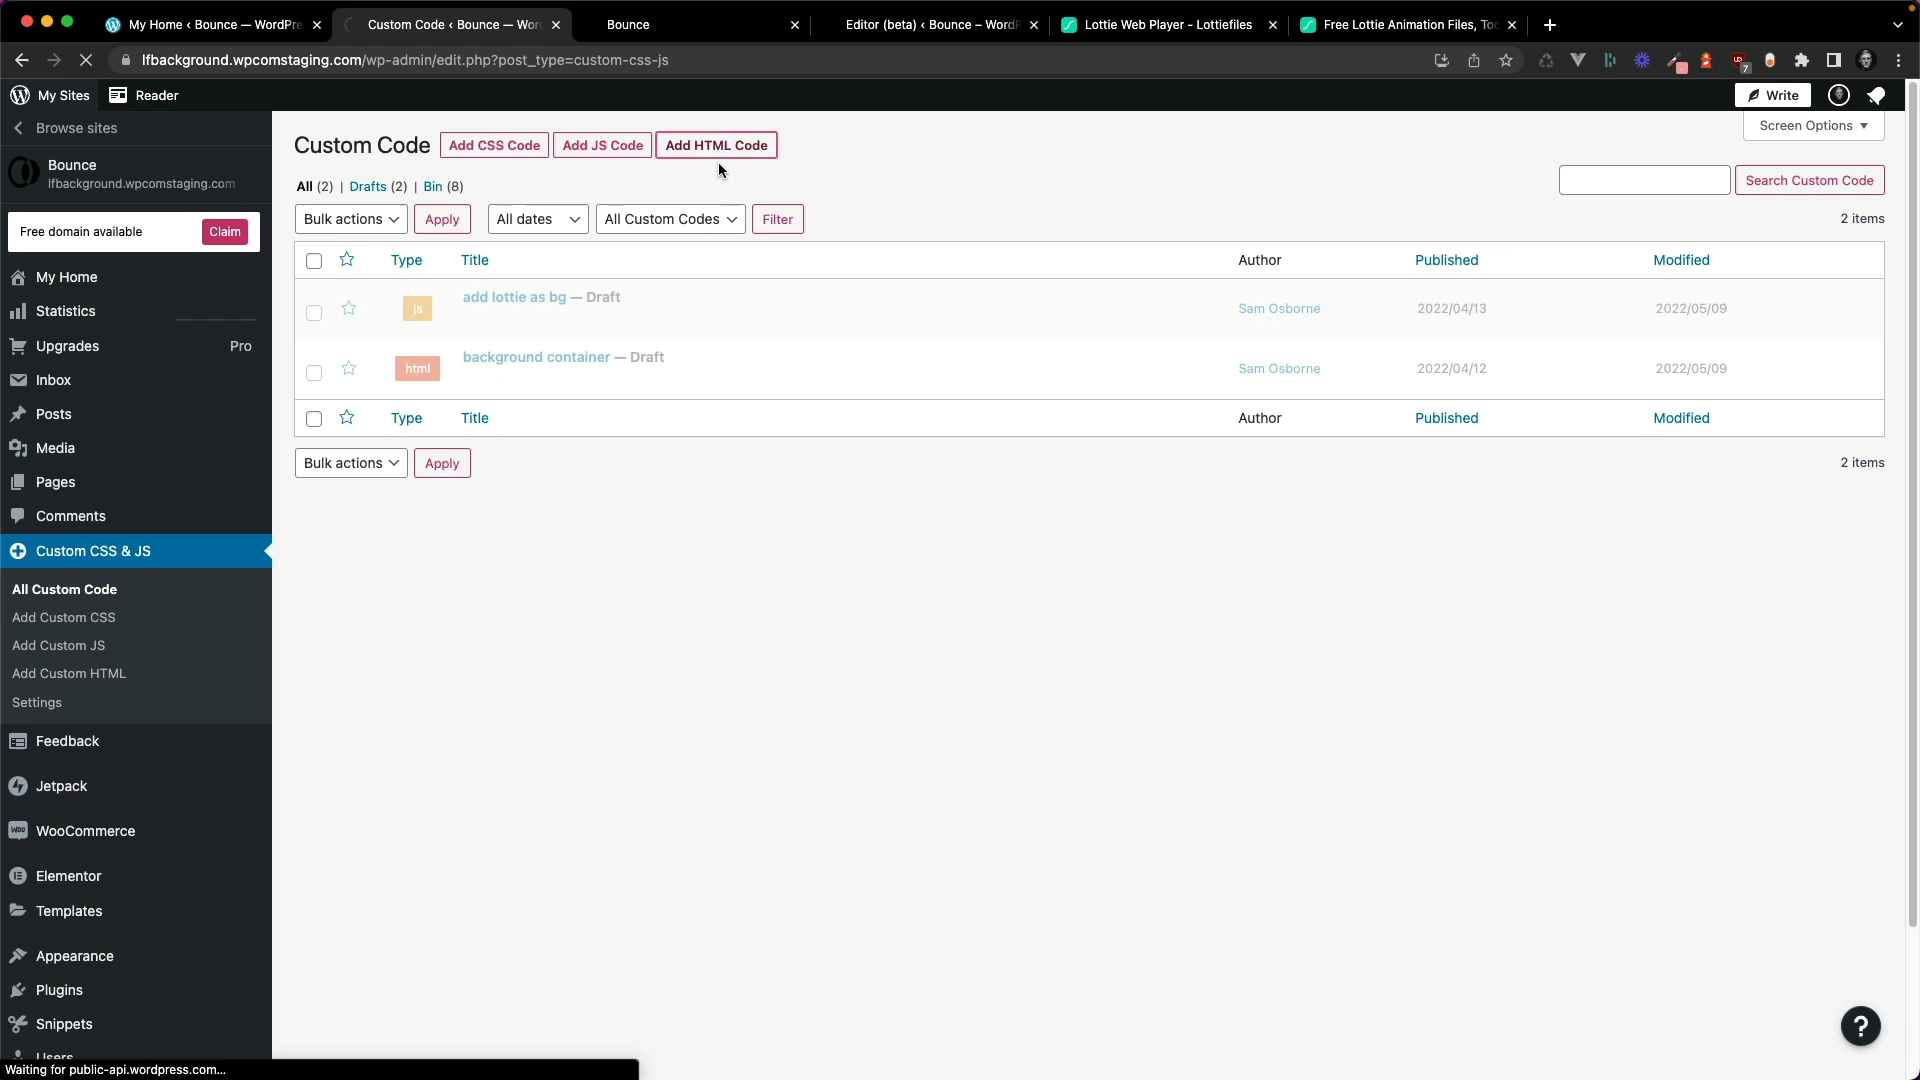 My Home ‹ Bounce — WordPre
Custom Code ‹ Bounce — Wor
Bounce
Editor (beta) ‹ Bounce – WordP
Lottie Web Player - Lottiefiles
Free Lottie Animation Files, Too
lfbackground.wpcomstaging.com/wp-admin/edit.php?post_type=custom-css-js
7
My Sites
Reader
Write
Browse sites
Bounce
lfbackground.wpcomstaging.com
Free domain available
Claim
My Home
Statistics
Upgrades
Pro
Inbox
Posts
Media
Pages
Comments
Custom CSS & JS
All Custom Code
Add Custom CSS
Add Custom JS
Add Custom HTML
Settings
Feedback
Jetpack
WooCommerce
Elementor
Templates
Appearance
Plugins
Snippets
Users
Waiting for public-api.wordpress.com...
Screen Options
Custom Code
Add CSS Code
Add JS Code
Add HTML Code
All (2) | Drafts (2) | Bin (8)
Search Custom Code
Bulk actions
Apply
All dates
All Custom Codes
Filter
2 items
Type Title Author Published Modified
js add lottie as bg — Draft Sam Osborne 2022/04/13 2022/05/09
html background container — Draft Sam Osborne 2022/04/12 2022/05/09
Type Title Author Published Modified
Bulk actions
Apply
2 items
?